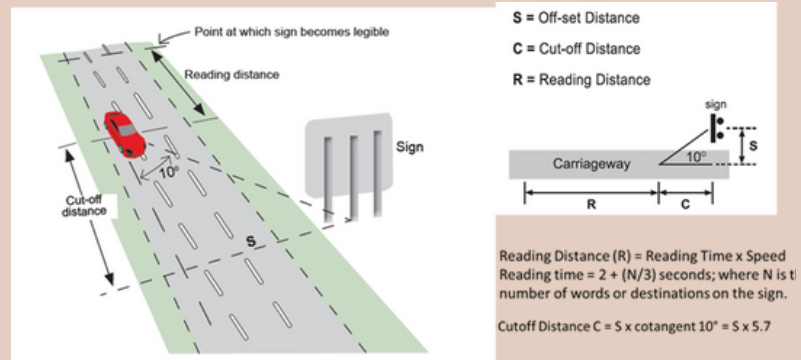 Point at which sign becomes legible
Reading distance
Sign
10°
Cut-off
distance
S
S = Off-set Distance
C = Cut-off Distance
R = Reading Distance
sign
S
Carriageway
10°
R
C
Reading Distance (R) = Reading Time x Speed
Reading time = 2 + (N/3) seconds; where N is
number of words or destinations on the sign.
Cutoff Distance C = S x cotangent 10° = S x 5.7